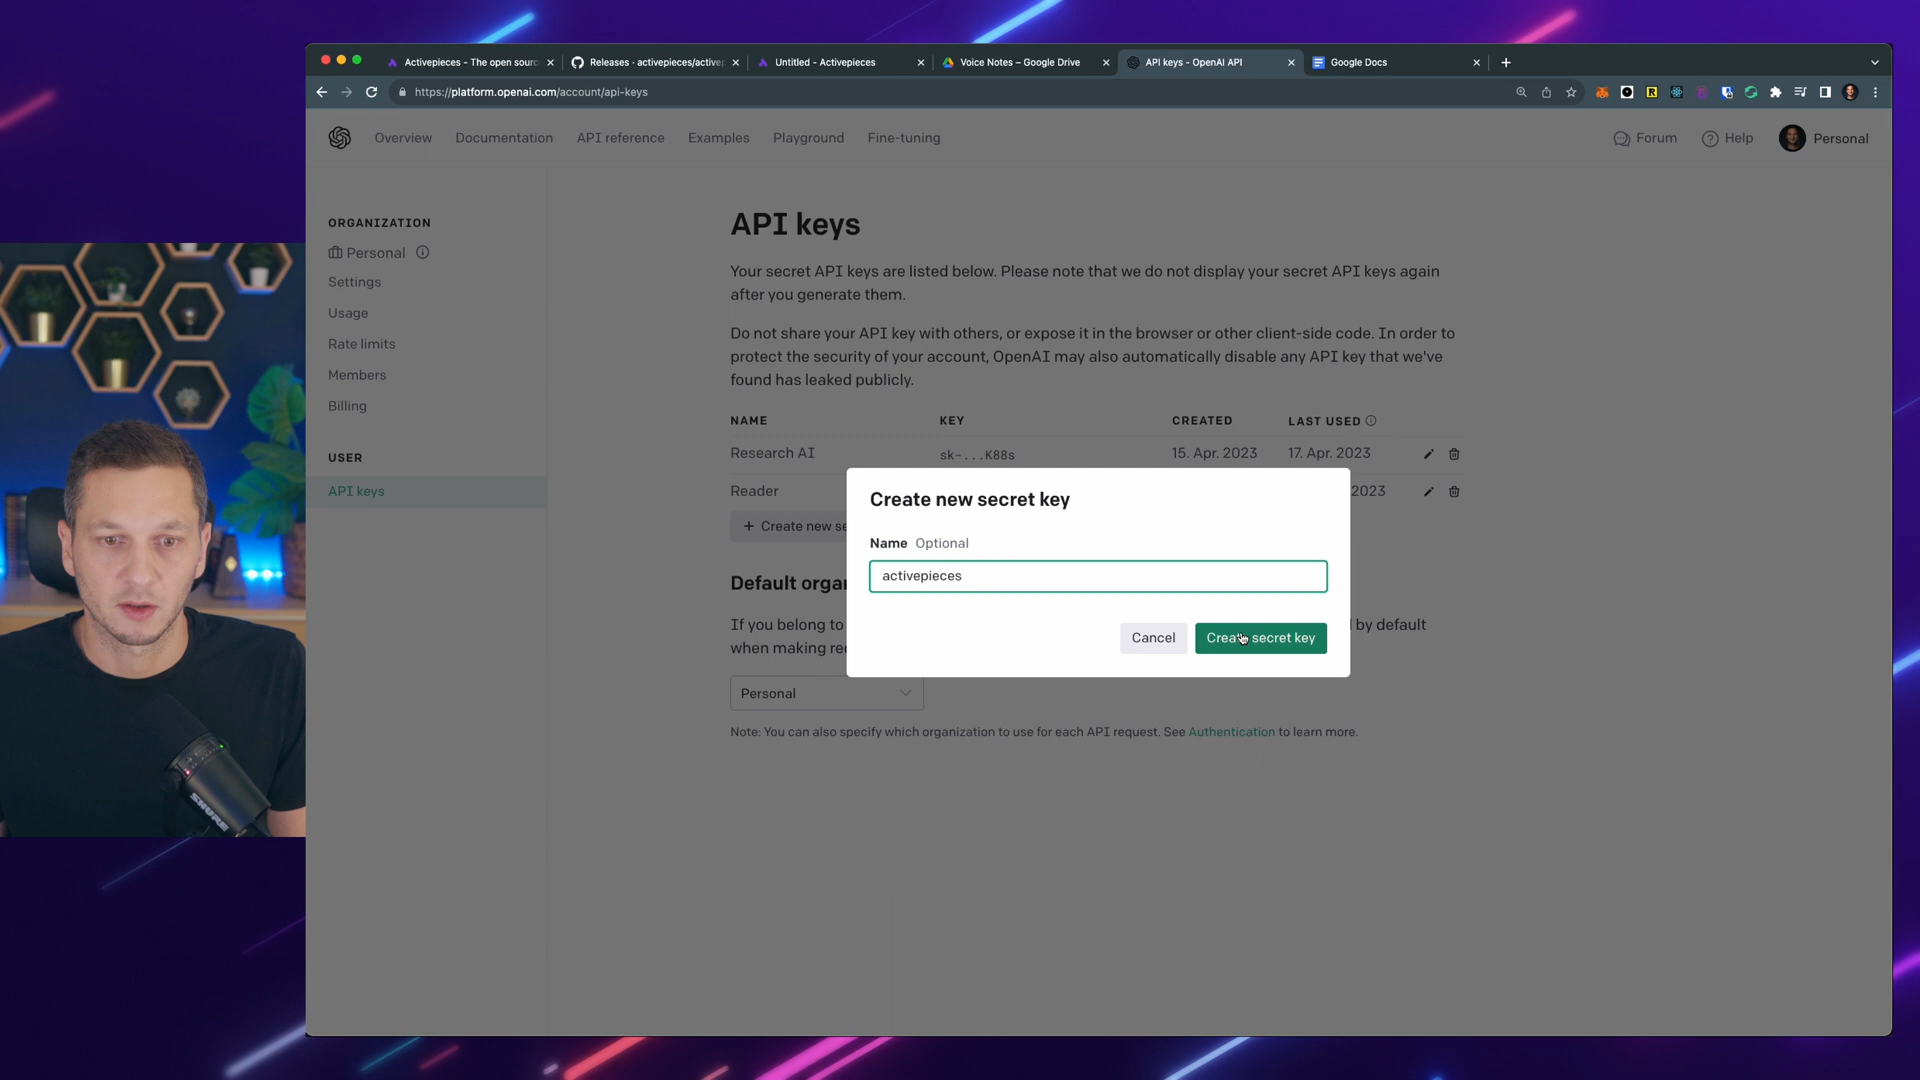 Activepieces - The open sourc
Releases · activepieces/activep
Untitled - Activepieces
Voice Notes – Google Drive
API keys - OpenAI API
Google Docs
https://platform.openai.com/account/api-keys
Overview
Documentation
API reference
Examples
Playground
Fine-tuning
Forum
Help
Personal
ORGANIZATION
Personal
Settings
Usage
Rate limits
Members
Billing
USER
API keys
API keys
Your secret API keys are listed below. Please note that we do not display your secret API keys again
after you generate them.
Do not share your API key with others, or expose it in the browser or other client-side code. In order to
protect the security of your account, OpenAI may also automatically disable any API key that we've
found has leaked publicly.
NAME KEY CREATED LAST USED
Research AI sk-...K88s 15. Apr. 2023 17. Apr. 2023
Reader 2023
+ Create new se
Create new secret key
Name Optional
activepieces
Cancel
Create secret key
Default orga
If you belong to by default
when making re
Personal
Note: You can also specify which organization to use for each API request. See Authentication to learn more.
SHURE